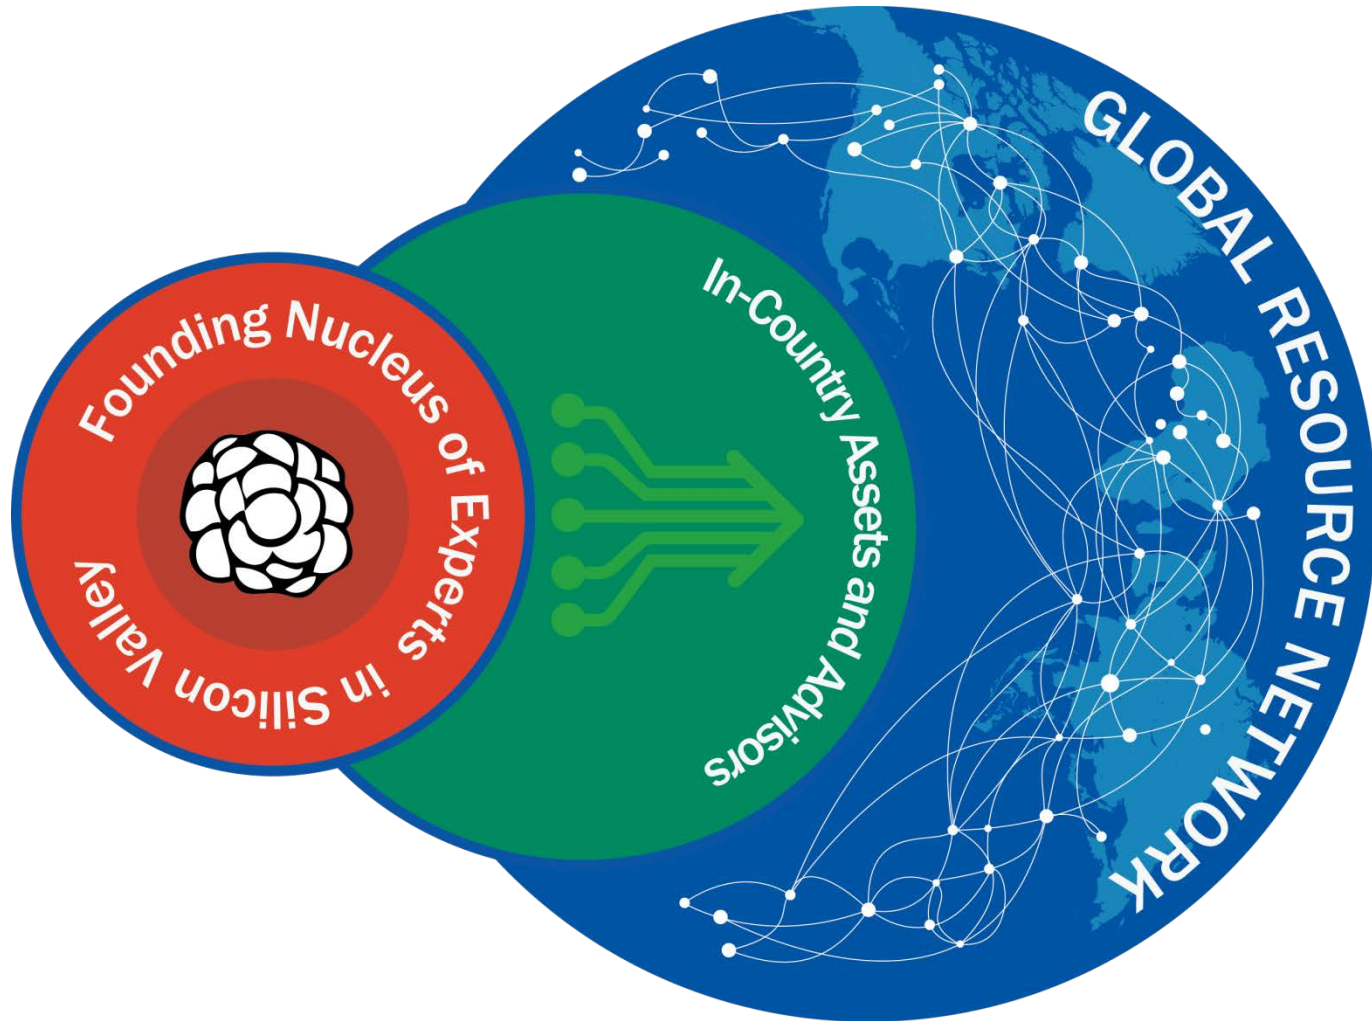 Founding Nucleus of Experts in Silicon Valley
In-Country Assets and Advisors
GLOBAL RESOURCE NETWORK